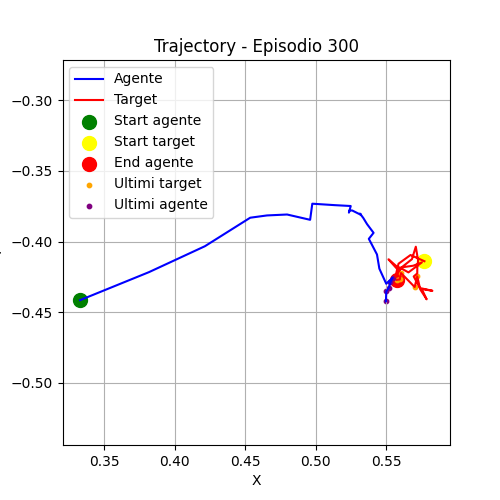 Trajectory - Episodio 300
Agente
Target
Start agente
Start target
End agente
Ultimi target
Ultimi agente
−0.30
−0.35
−0.40
−0.45
−0.50
0.35 0.40 0.45 0.50 0.55
X